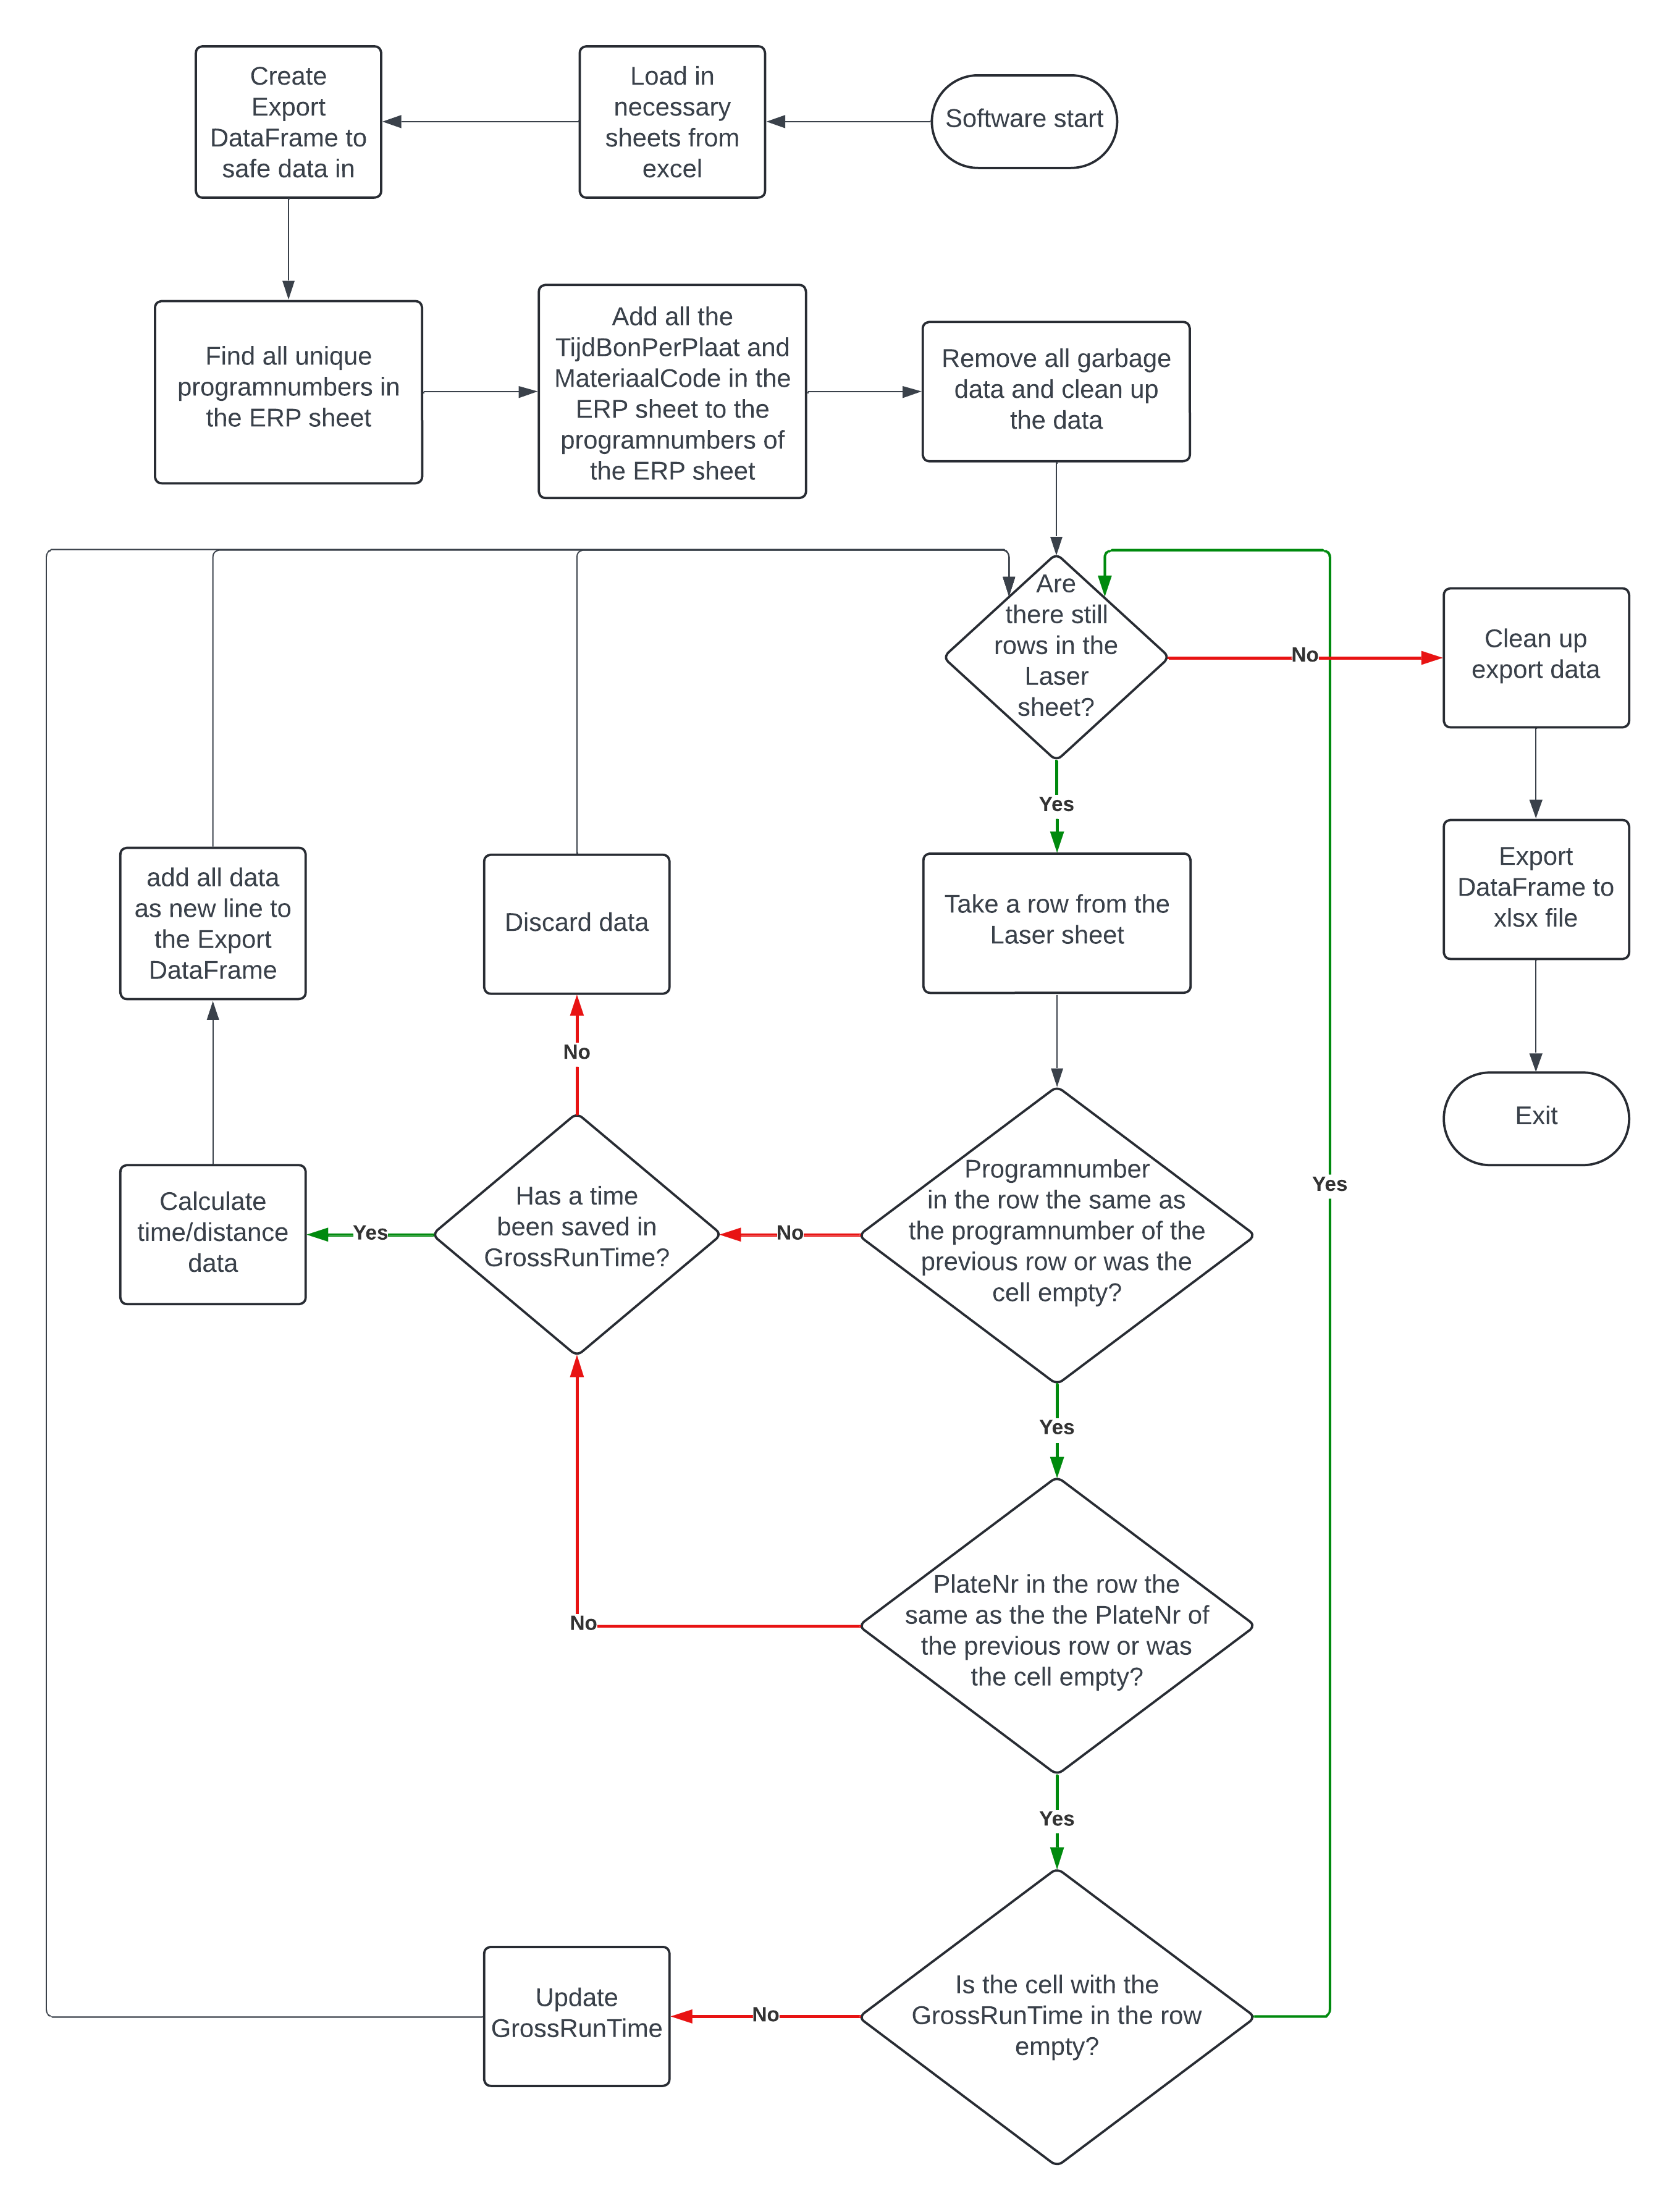 Software start
Load in
necessary
sheets from
excel
Create
Export
DataFrame to
safe data in
Find all unique
programnumbers in
the ERP sheet
Add all the
TijdBonPerPlaat and
MateriaalCode in the
ERP sheet to the
programnumbers of
the ERP sheet
Remove all garbage
data and clean up
the data
Are
there still
rows in the
Laser
sheet?
No
Clean up
export data
Export
DataFrame to
xlsx file
Exit
Yes
Take a row from the
Laser sheet
Programnumber
in the row the same as
the programnumber of the
previous row or was the
cell empty?
No
Has a time
been saved in
GrossRunTime?
No
Discard data
Yes
Calculate
time/distance
data
add all data
as new line to
the Export
DataFrame
Yes
PlateNr in the row the
same as the the PlateNr of
the previous row or was
the cell empty?
No
Yes
Is the cell with the
GrossRunTime in the row
empty?
No
Update
GrossRunTime
Yes